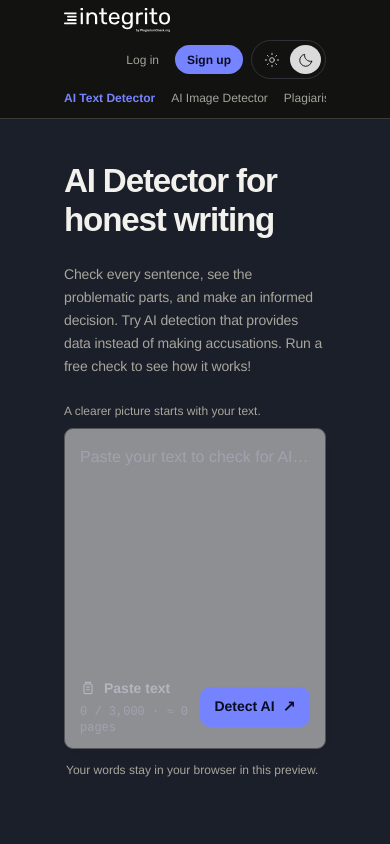 integrito
by PlagiarismCheck.org
Log in
Sign up
AI Text Detector
AI Image Detector
Plagiaris
AI Detector for
honest writing
Check every sentence, see the
problematic parts, and make an informed
decision. Try AI detection that provides
data instead of making accusations. Run a
free check to see how it works!
A clearer picture starts with your text.
Paste your text to check for AI…
Paste text
0 / 3,000 · ≈ 0
pages
Detect AI ↗
Your words stay in your browser in this preview.